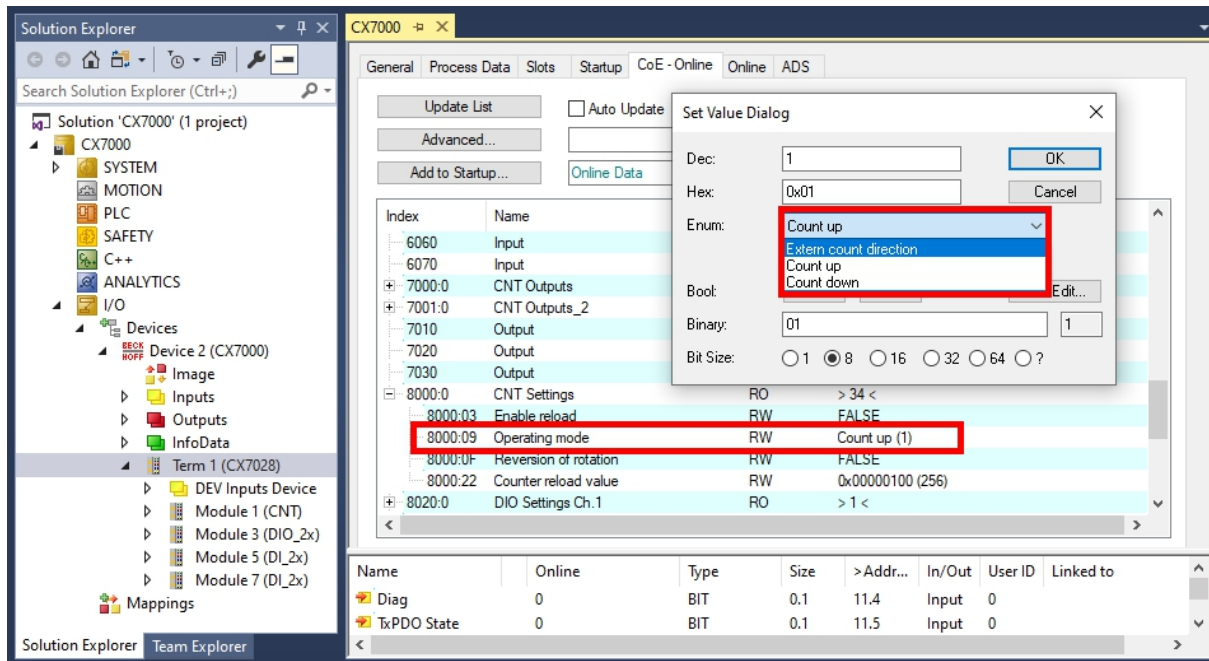 Solution Explorer
Search Solution Explorer (Ctrl+;)
Solution 'CX7000' (1 project)
CX7000
SYSTEM
MOTION
PLC
SAFETY
C++
ANALYTICS
I/O
Devices
BECKHOFF Device 2 (CX7000)
Image
Inputs
Outputs
InfoData
Term 1 (CX7028)
DEV Inputs Device
Module 1 (CNT)
Module 3 (DIO_2x)
Module 5 (DI_2x)
Module 7 (DI_2x)
Mappings
Solution Explorer Team Explorer
CX7000
General Process Data Slots Startup CoE - Online Online ADS
Update List Auto Update
Advanced...
Add to Startup... Online Data
Index Name
6060 Input
6070 Input
7000:0 CNT Outputs
7001:0 CNT Outputs_2
7010 Output
7020 Output
7030 Output
8000:0 CNT Settings RO > 34 <
8000:03 Enable reload RW FALSE
8000:09 Operating mode RW Count up (1)
8000:0F Reversion of rotation RW FALSE
8000:22 Counter reload value RW 0x00000100 (256)
8020:0 DIO Settings Ch.1 RO > 1 <
Set Value Dialog
Dec: 1 OK
Hex: 0x01 Cancel
Enum: Count up
Extern count direction
Count up
Count down
Bool: Edit...
Binary: 01 1
Bit Size: 1 8 16 32 64 ?
Name Online Type Size >Addr... In/Out User ID Linked to
Diag 0 BIT 0.1 11.4 Input 0
TxPDO State 0 BIT 0.1 11.5 Input 0